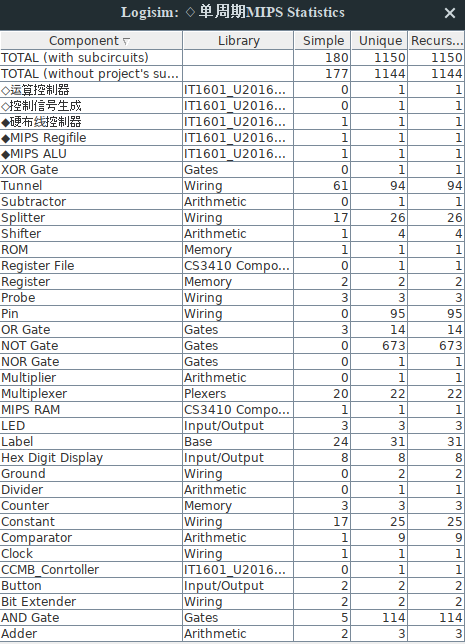 Logisim: ◇单周期MIPS Statistics ×
Component ▽ Library Simple Unique Recurs...
TOTAL (with subcircuits) 180 1150 1150
TOTAL (without project's su... 177 1144 1144
◇运算控制器 IT1601_U2016... 0 1 1
◇控制信号生成 IT1601_U2016... 0 1 1
◆硬布线控制器 IT1601_U2016... 1 1 1
◆MIPS Regifile IT1601_U2016... 1 1 1
◆MIPS ALU IT1601_U2016... 1 1 1
XOR Gate Gates 0 1 1
Tunnel Wiring 61 94 94
Subtractor Arithmetic 0 1 1
Splitter Wiring 17 26 26
Shifter Arithmetic 1 4 4
ROM Memory 1 1 1
Register File CS3410 Compo... 0 1 1
Register Memory 2 2 2
Probe Wiring 3 3 3
Pin Wiring 0 95 95
OR Gate Gates 3 14 14
NOT Gate Gates 0 673 673
NOR Gate Gates 0 1 1
Multiplier Arithmetic 0 1 1
Multiplexer Plexers 20 22 22
MIPS RAM CS3410 Compo... 1 1 1
LED Input/Output 3 3 3
Label Base 24 31 31
Hex Digit Display Input/Output 8 8 8
Ground Wiring 0 2 2
Divider Arithmetic 0 1 1
Counter Memory 3 3 3
Constant Wiring 17 25 25
Comparator Arithmetic 1 9 9
Clock Wiring 1 1 1
CCMB_Conrtoller IT1601_U2016... 0 1 1
Button Input/Output 2 2 2
Bit Extender Wiring 2 2 2
AND Gate Gates 5 114 114
Adder Arithmetic 2 3 3